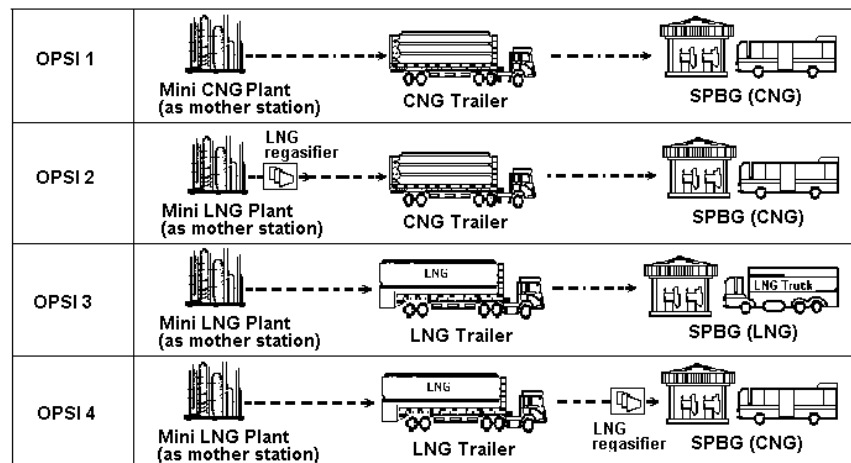 OPSI 1
Mini CNG Plant
(as mother station)
CNG Trailer
SPBG (CNG)
OPSI 2
LNG
regasifier
Mini LNG Plant
(as mother station)
CNG Trailer
SPBG (CNG)
OPSI 3
LNG
LNG Truck
Mini LNG Plant
(as mother station)
LNG Trailer
SPBG (LNG)
OPSI 4
LNG
Mini LNG Plant
(as mother station)
LNG Trailer
LNG
regasifier
SPBG (CNG)